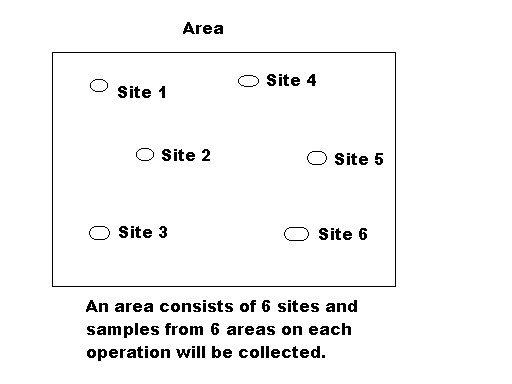 Area
Site 1
Site 4
Site 2
Site 5
Site 3
Site 6
An area consists of 6 sites and
samples from 6 areas on each
operation will be collected.